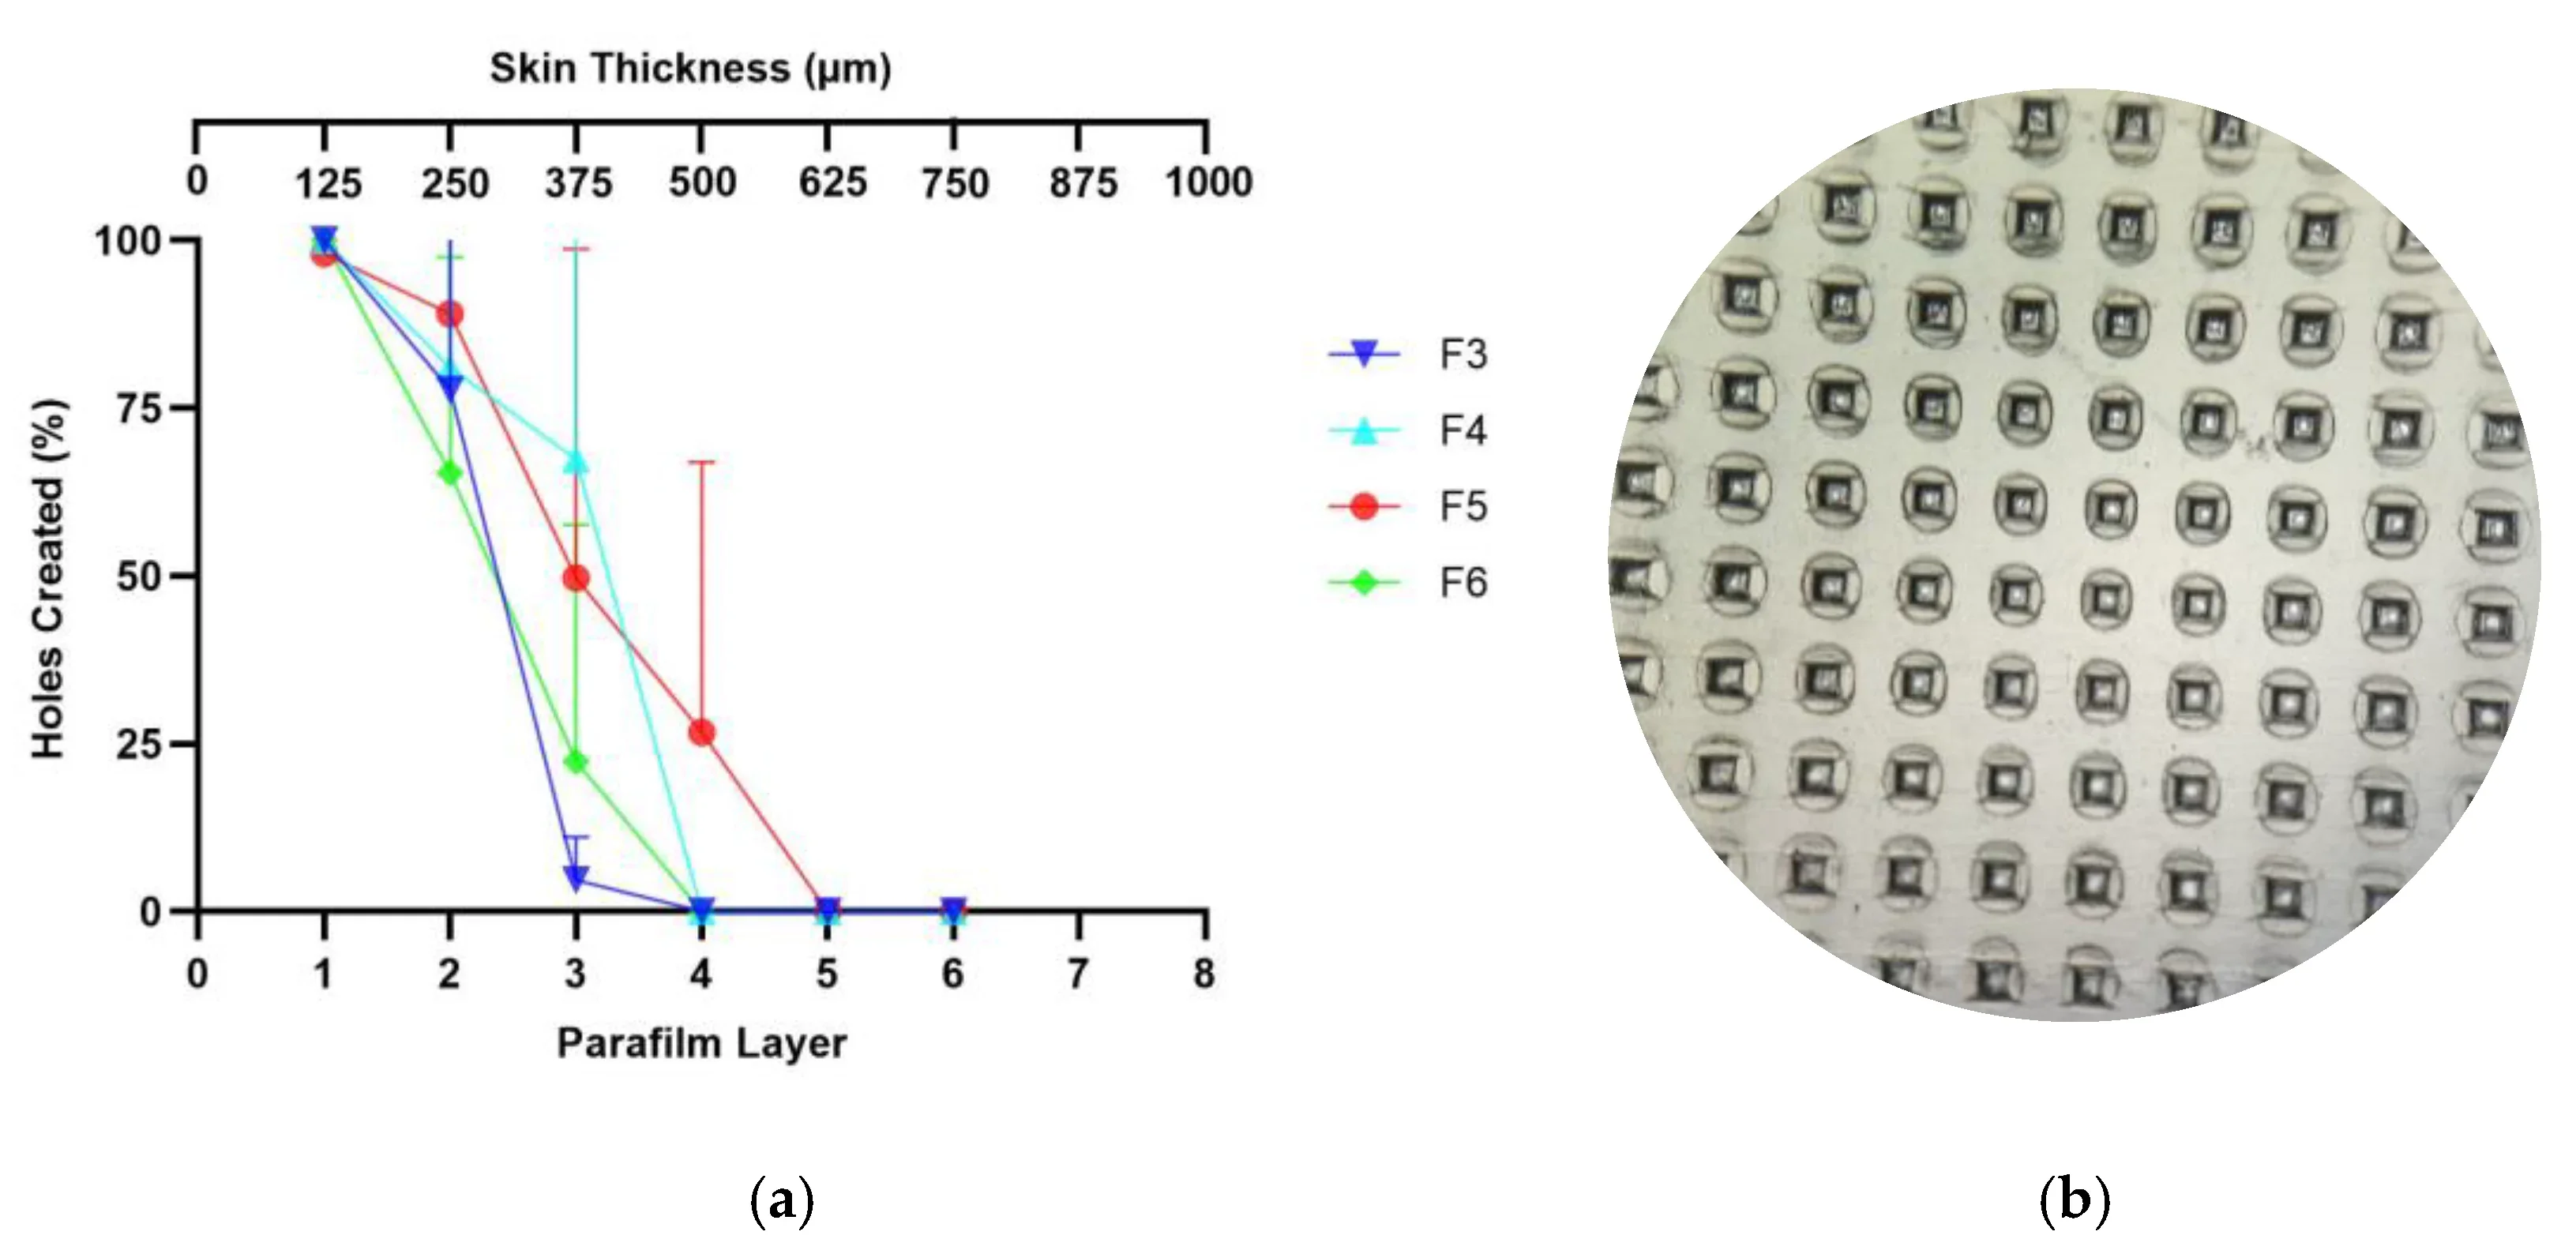 Skin Thickness (µm)
0 125 250 375 500 625 750 875 1000
Holes Created (%)
100
75
50
25
0
0 1 2 3 4 5 6 7 8
Parafilm Layer
F3
F4
F5
F6
(a)
(b)